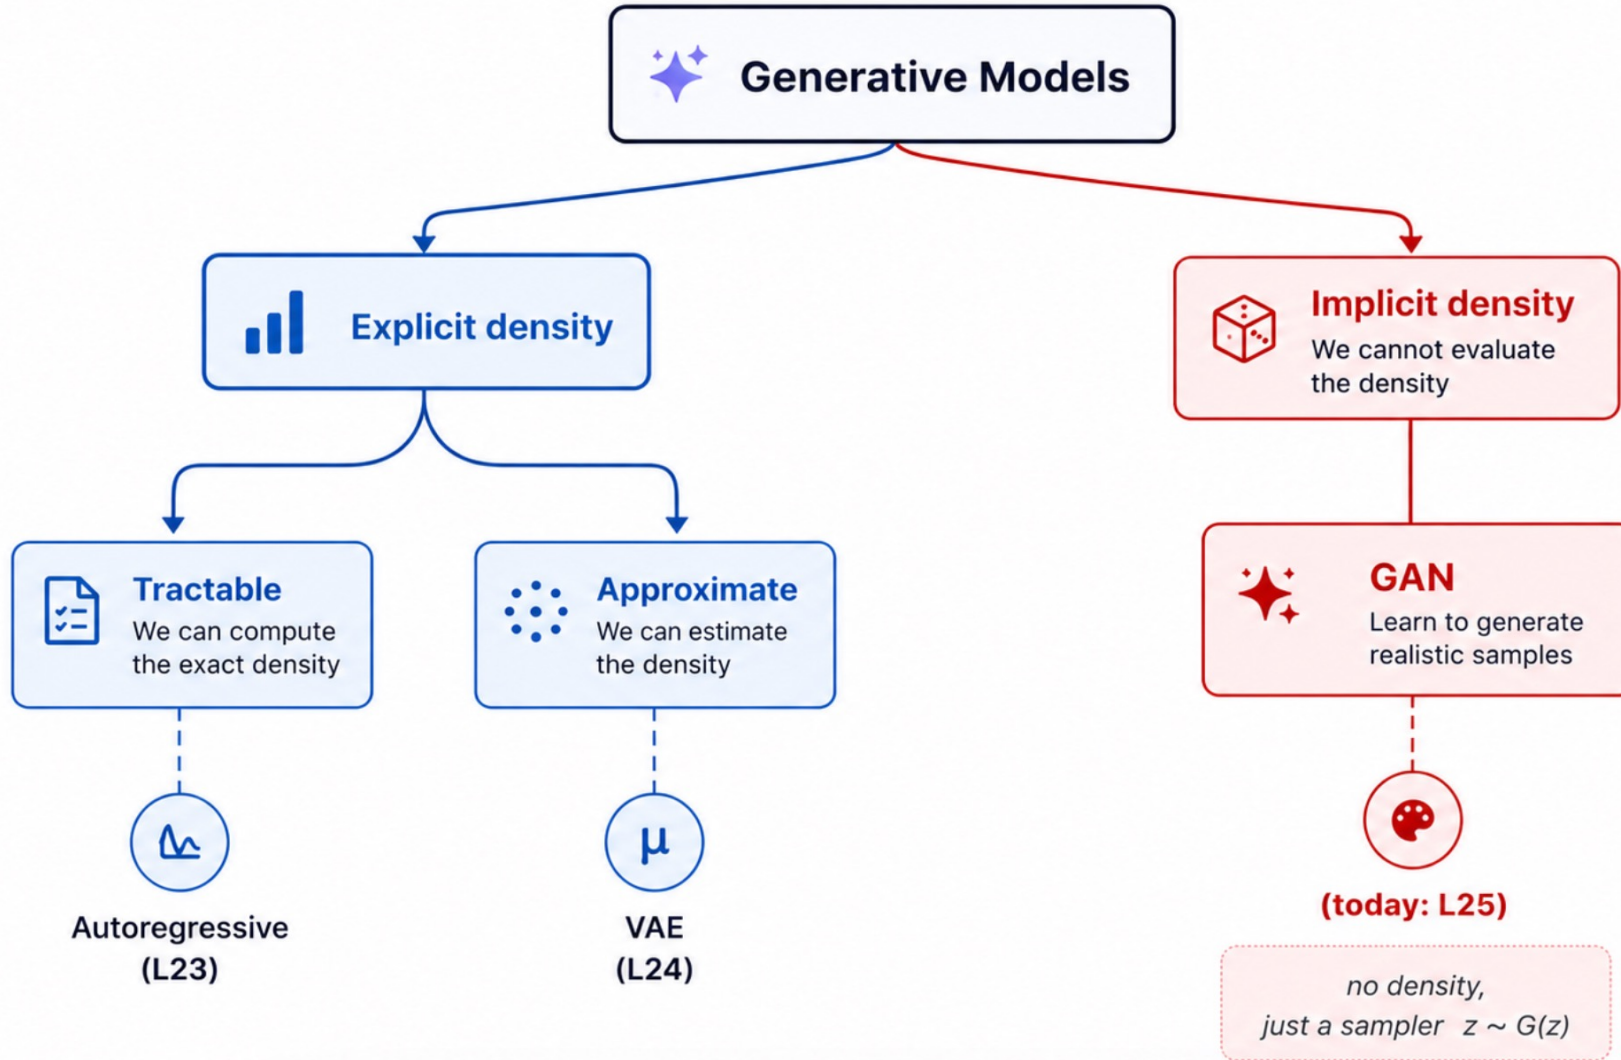 Generative Models
Explicit density
Implicit density
We cannot evaluate
the density
Tractable
We can compute
the exact density
Approximate
We can estimate
the density
GAN
Learn to generate
realistic samples
μ
Autoregressive
(L23)
VAE
(L24)
(today: L25)
no density,
just a sampler z ~ G(z)